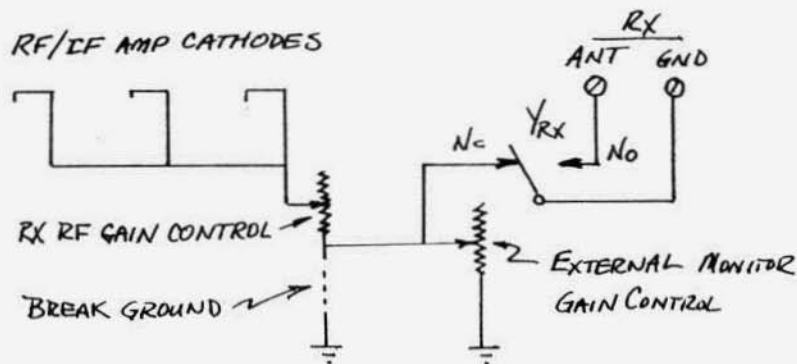 RX
RF/IF AMP CATHODES
ANT GND
YRX
NC
NO
RX RF GAIN CONTROL
EXTERNAL MONITOR
GAIN CONTROL
BREAK GROUND